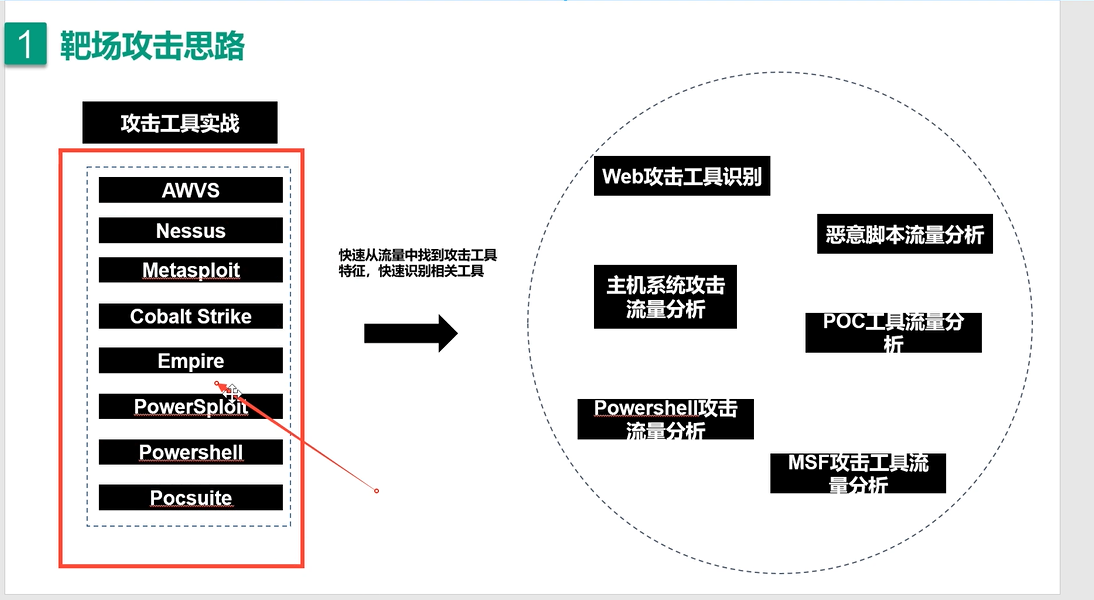 1 靶场攻击思路
攻击工具实战
AWVS
Nessus
Metasploit
Cobalt Strike
Empire
PowerSploit
Powershell
Pocsuite
快速从流量中找到攻击工具
特征，快速识别相关工具
Web攻击工具识别
恶意脚本流量分析
主机系统攻击
流量分析
POC工具流量分
析
Powershell攻击
流量分析
MSF攻击工具流
量分析